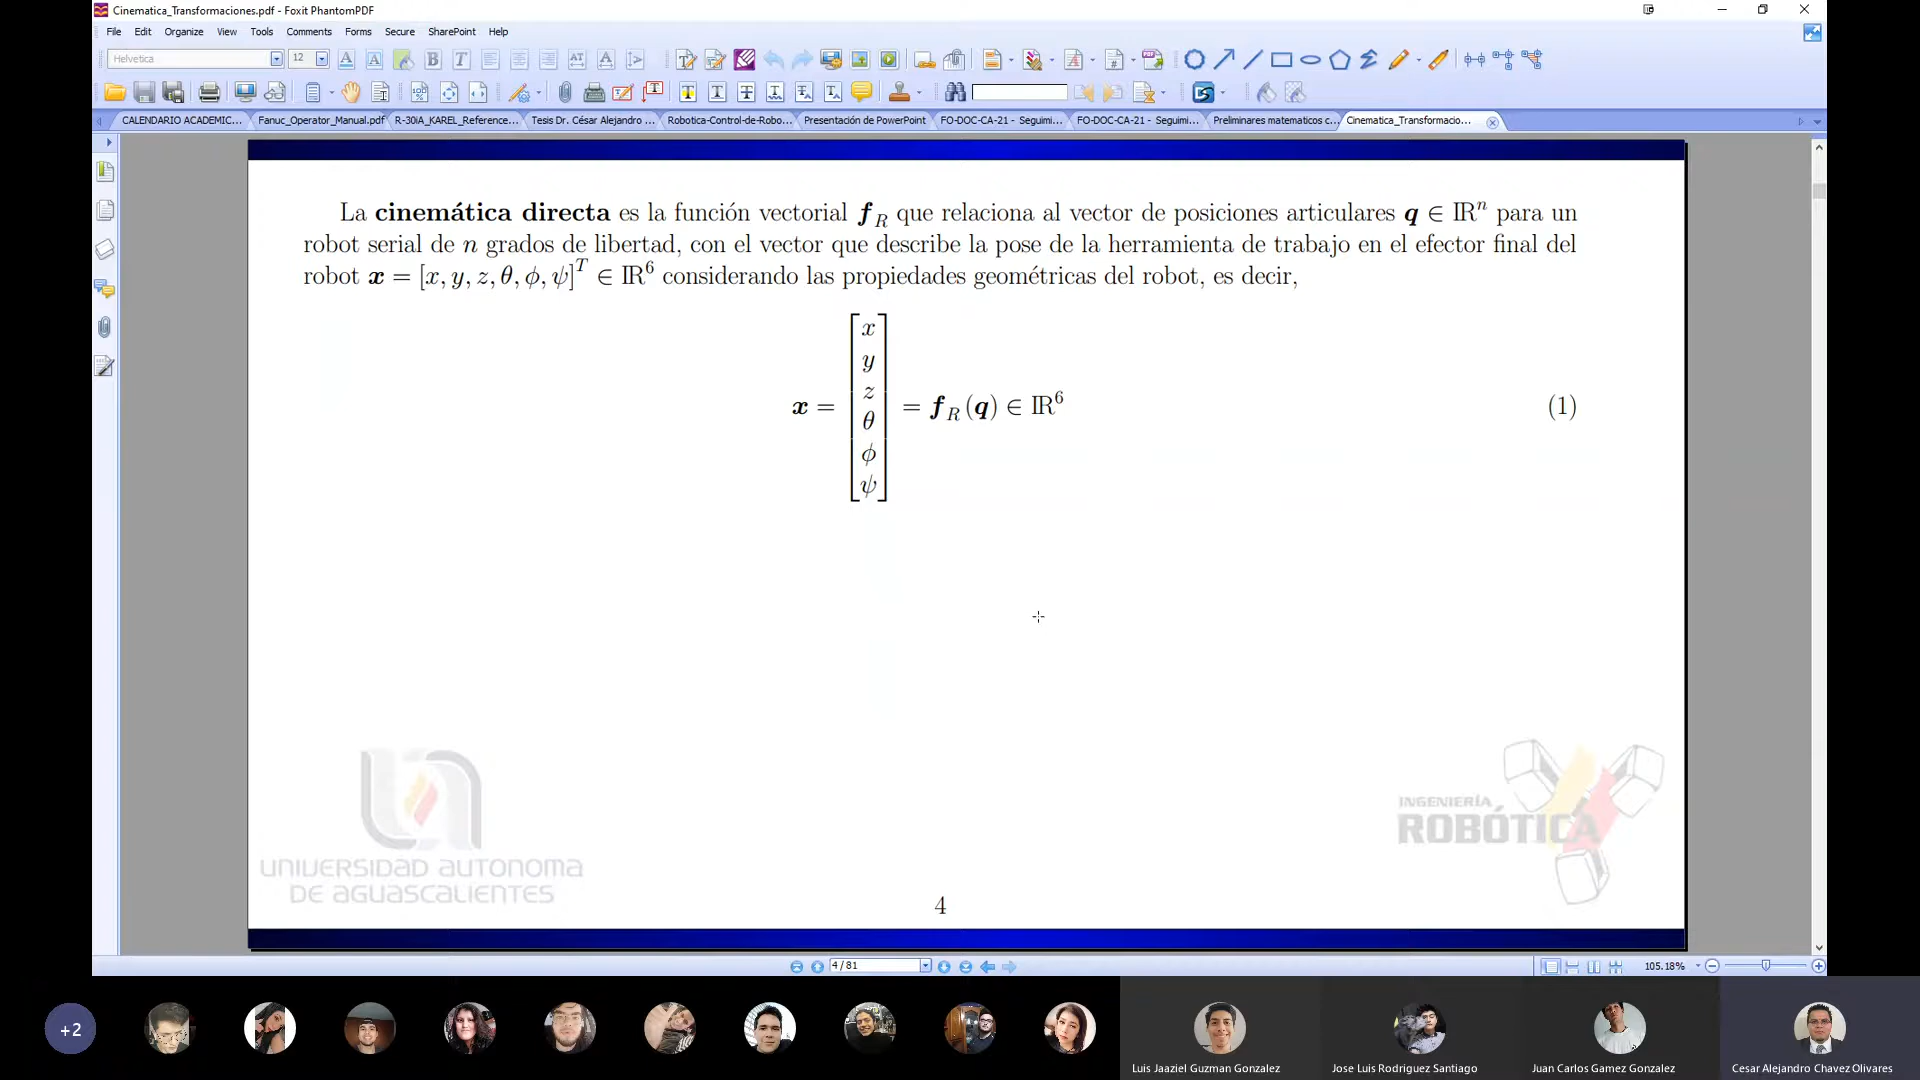 Cinematica_Transformaciones.pdf - Foxit PhantomPDF
File Edit Organize View Tools Comments Forms Secure SharePoint Help
Helvetica 12
CALENDARIO ACADEMIC... Fanuc_Operator_Manual.pdf R-30iA_KAREL_Reference... Tesis Dr. César Alejandro ... Robotica-Control-de-Robo... Presentación de PowerPoint FO-DOC-CA-21 - Seguimi... FO-DOC-CA-21 - Seguimi... Preliminares matematicos c... Cinematica_Transformacio...
La cinemática directa es la función vectorial f_R que relaciona al vector de posiciones articulares q ∈ IR^n para un
robot serial de n grados de libertad, con el vector que describe la pose de la herramienta de trabajo en el efector final del
robot x = [x, y, z, θ, ϕ, ψ]^T ∈ IR^6 considerando las propiedades geométricas del robot, es decir,
x
y
z
x = θ = f_R (q) ∈ IR^6 (1)
ϕ
ψ
UNIVERSIDAD AUTONOMA
DE AGUASCALIENTES
INGENIERÍA
ROBÓTICA
4
4 / 81 105.18%
+2
Luis Jaaziel Guzman Gonzalez Jose Luis Rodriguez Santiago Juan Carlos Gamez Gonzalez Cesar Alejandro Chavez Olivares